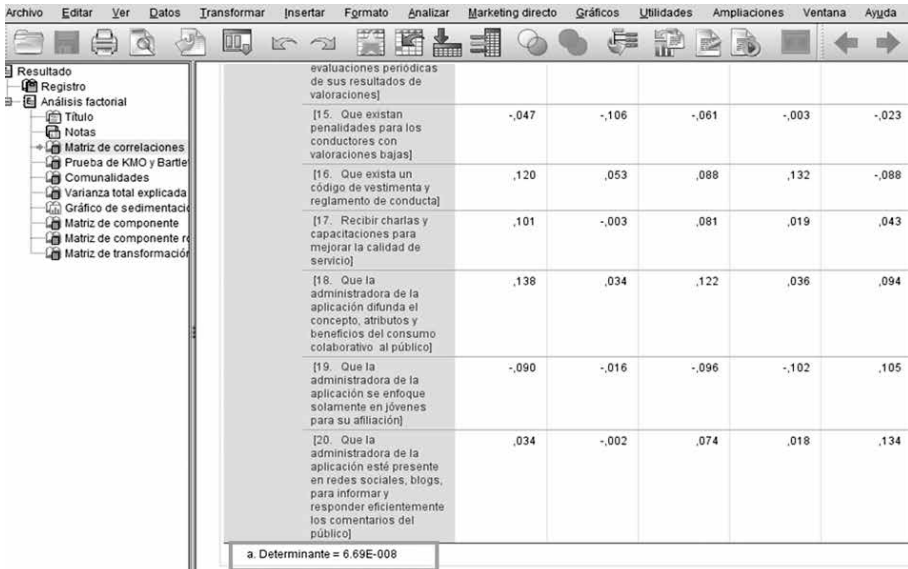 Archivo Editar Ver Datos Transformar Insertar Formato Analizar Marketing directo Gráficos Utilidades Ampliaciones Ventana Ayuda
Resultado
Registro
Análisis factorial
Título
Notas
Matriz de correlaciones
Prueba de KMO y Bartle
Comunalidades
Varianza total explicada
Gráfico de sedimentació
Matriz de componente
Matriz de componente ro
Matriz de transformación
evaluaciones periódicas
de sus resultados de
valoraciones]
[15. Que existan -,047 -,106 -,061 -,003 -,023
penalidades para los
conductores con
valoraciones bajas]
[16. Que exista un ,120 ,053 ,088 ,132 -,088
código de vestimenta y
reglamento de conducta]
[17. Recibir charlas y ,101 -,003 ,081 ,019 ,043
capacitaciones para
mejorar la calidad de
servicio]
[18. Que la ,138 ,034 ,122 ,036 ,094
administradora de la
aplicación difunda el
concepto, atributos y
beneficios del consumo
colaborativo al público]
[19. Que la -,090 -,016 -,096 -,102 ,105
administradora de la
aplicación se enfoque
solamente en jóvenes
para su afiliación]
[20. Que la ,034 -,002 ,074 ,018 ,134
administradora de la
aplicación esté presente
en redes sociales, blogs,
para informar y
responder eficientemente
los comentarios del
público]
a. Determinante = 6.69E-008